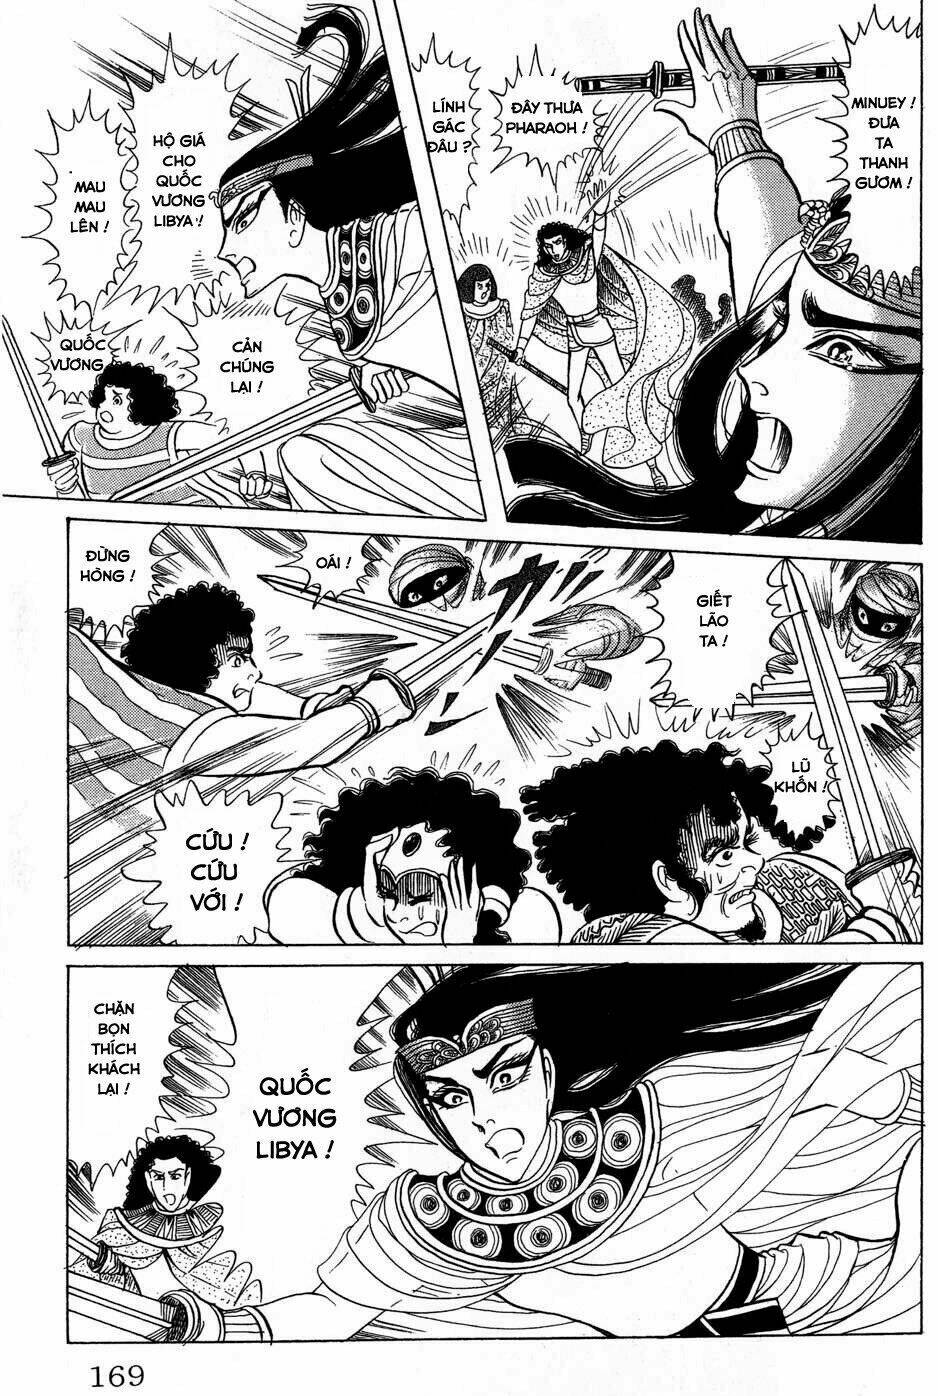 MINUEY !
ĐƯA
TA
THANH
GƯƠM !
ĐÂY THƯA
PHARAOH !
LÍNH
GÁC
ĐÂU ?
HỘ GIÁ
CHO
QUỐC
VƯƠNG
LIBYA !
MAU
MAU
LÊN !
CẢN
CHÚNG
LẠI !
QUỐC
VƯƠNG
GIẾT
LÃO
TA !
OÁI !
ĐỪNG
HÒNG !
LŨ
KHỐN !
CỨU !
CỨU
VỚI !
QUỐC
VƯƠNG
LIBYA !
CHẶN
BỌN
THÍCH
KHÁCH
LẠI !
169